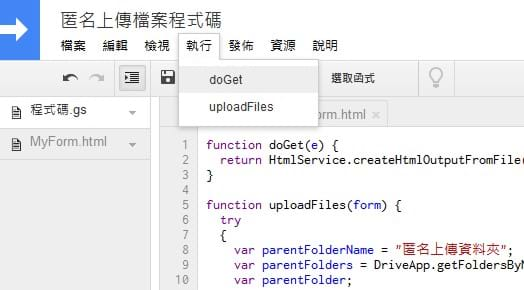 匿名上傳檔案程式碼
檔案 編輯 檢視 執行 發佈 資源 說明
選取函式
doGet
uploadFiles
程式碼.gs
MyForm.html
orm.html
1 function doGet(e) {
2 return HtmlService.createHtmlOutputFromFile(
3 }
4
5 function uploadFiles(form) {
6 try
7 {
8 var parentFolderName = "匿名上傳資料夾";
9 var parentFolders = DriveApp.getFoldersByN
10 var parentFolder;